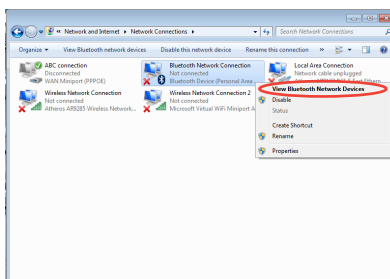 « Network and Internet ▸ Network Connections ▸
Search Network Connections
Organize View Bluetooth network devices Disable this network device Rename this connection »
ABC connection
Disconnected
WAN Miniport (PPPOE)
Bluetooth Network Connection
Not connected
Bluetooth Device (Personal Area...
Local Area Connection
Network cable unplugged
Wireless Network Connection
Not connected
Atheros AR9285 Wireless Network...
Wireless Network Connection 2
Not connected
Microsoft Virtual WiFi Miniport A
View Bluetooth Network Devices
Disable
Status
Create Shortcut
Rename
Properties